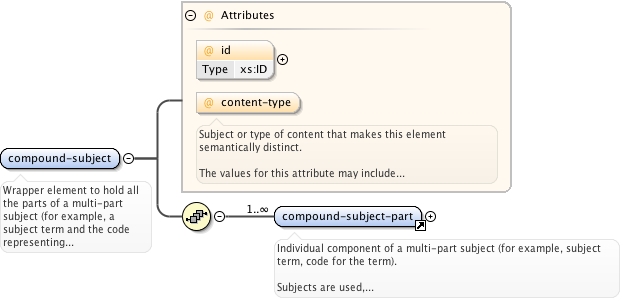 @ Attributes
@ id
Type xs:ID
@ content-type
Subject or type of content that makes this element
semantically distinct.
The values for this attribute may include...
compound-subject
Wrapper element to hold all
the parts of a multi-part
subject (for example, a
subject term and the code
representing...
1..∞
compound-subject-part
Individual component of a multi-part subject (for example, subject
term, code for the term).
Subjects are used,...